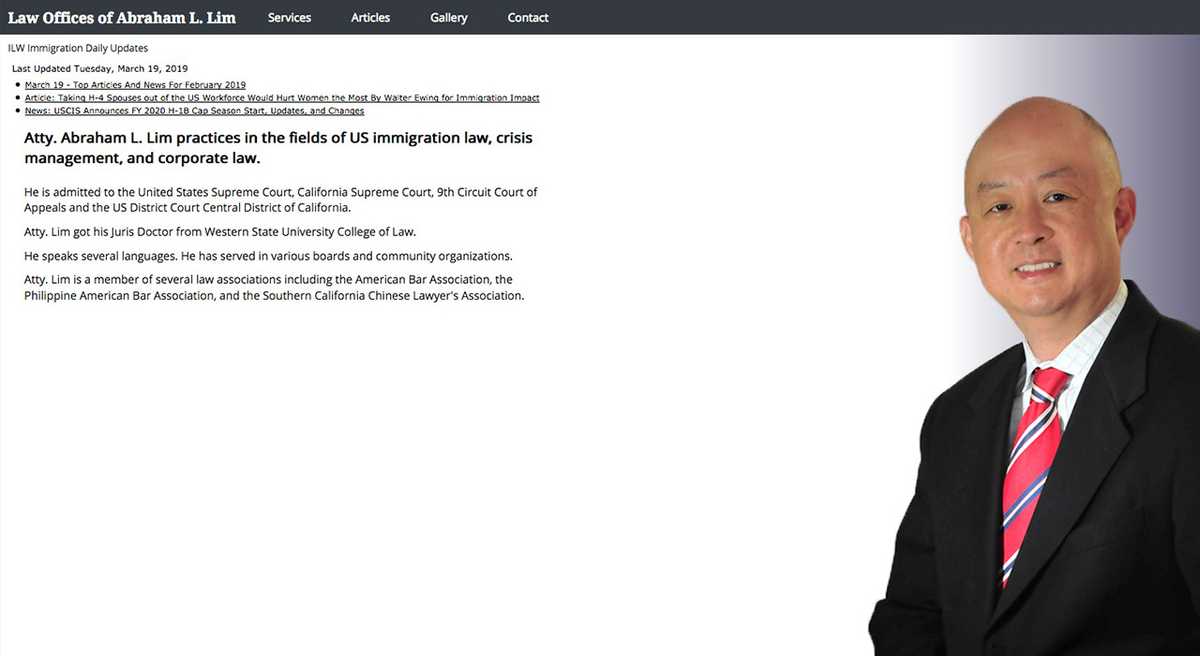 Law Offices of Abraham L. Lim Services Articles Gallery Contact
ILW Immigration Daily Updates
Last Updated Tuesday, March 19, 2019
• March 19 - Top Articles And News For February 2019
• Article: Taking H-4 Spouses out of the US Workforce Would Hurt Women the Most By Walter Ewing for Immigration Impact
• News: USCIS Announces FY 2020 H-1B Cap Season Start, Updates, and Changes
Atty. Abraham L. Lim practices in the fields of US immigration law, crisis
management, and corporate law.
He is admitted to the United States Supreme Court, California Supreme Court, 9th Circuit Court of
Appeals and the US District Court Central District of California.
Atty. Lim got his Juris Doctor from Western State University College of Law.
He speaks several languages. He has served in various boards and community organizations.
Atty. Lim is a member of several law associations including the American Bar Association, the
Philippine American Bar Association, and the Southern California Chinese Lawyer's Association.